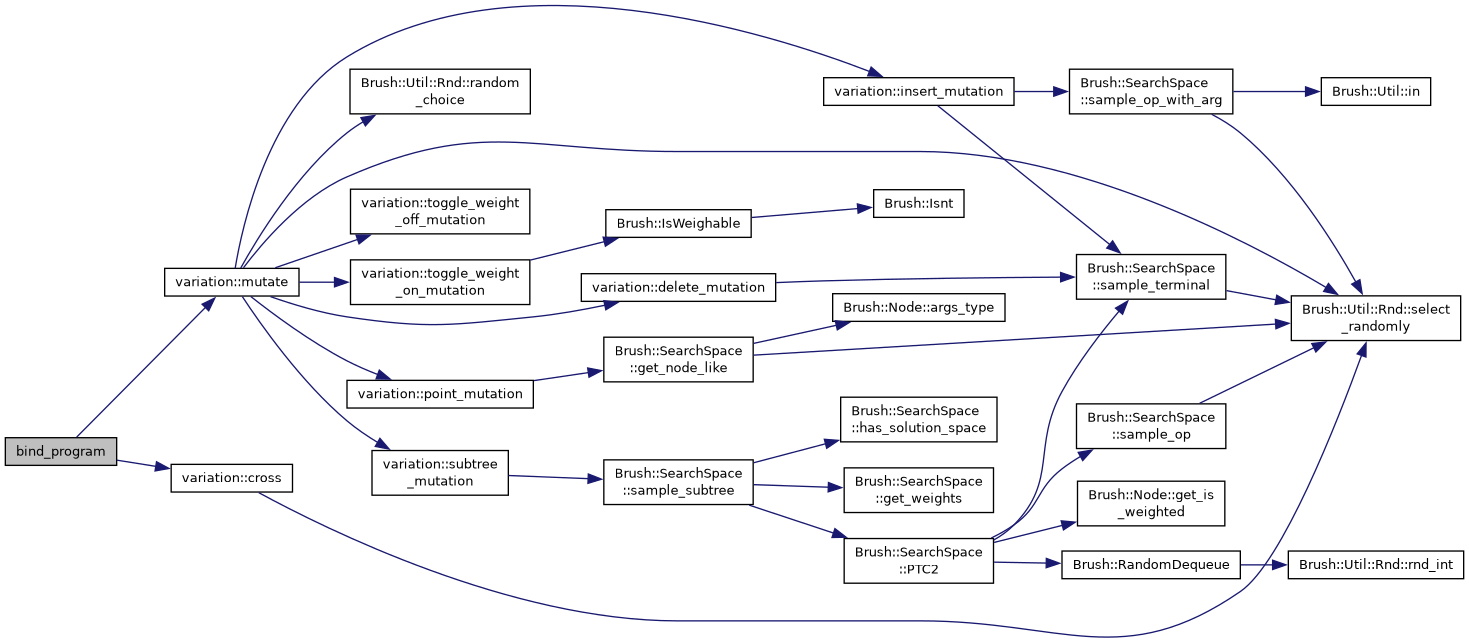 bind_program
variation::mutate
variation::cross
Brush::Util::Rnd::random
_choice
variation::toggle_weight
_off_mutation
variation::toggle_weight
_on_mutation
variation::point_mutation
variation::subtree
_mutation
Brush::IsWeighable
variation::delete_mutation
Brush::SearchSpace
::get_node_like
Brush::SearchSpace
::sample_subtree
variation::insert_mutation
Brush::Isnt
Brush::Node::args_type
Brush::SearchSpace
::has_solution_space
Brush::SearchSpace
::get_weights
Brush::SearchSpace
::PTC2
Brush::SearchSpace
::sample_op_with_arg
Brush::SearchSpace
::sample_terminal
Brush::SearchSpace
::sample_op
Brush::Node::get_is
_weighted
Brush::RandomDequeue
Brush::Util::in
Brush::Util::Rnd::select
_randomly
Brush::Util::Rnd::rnd_int